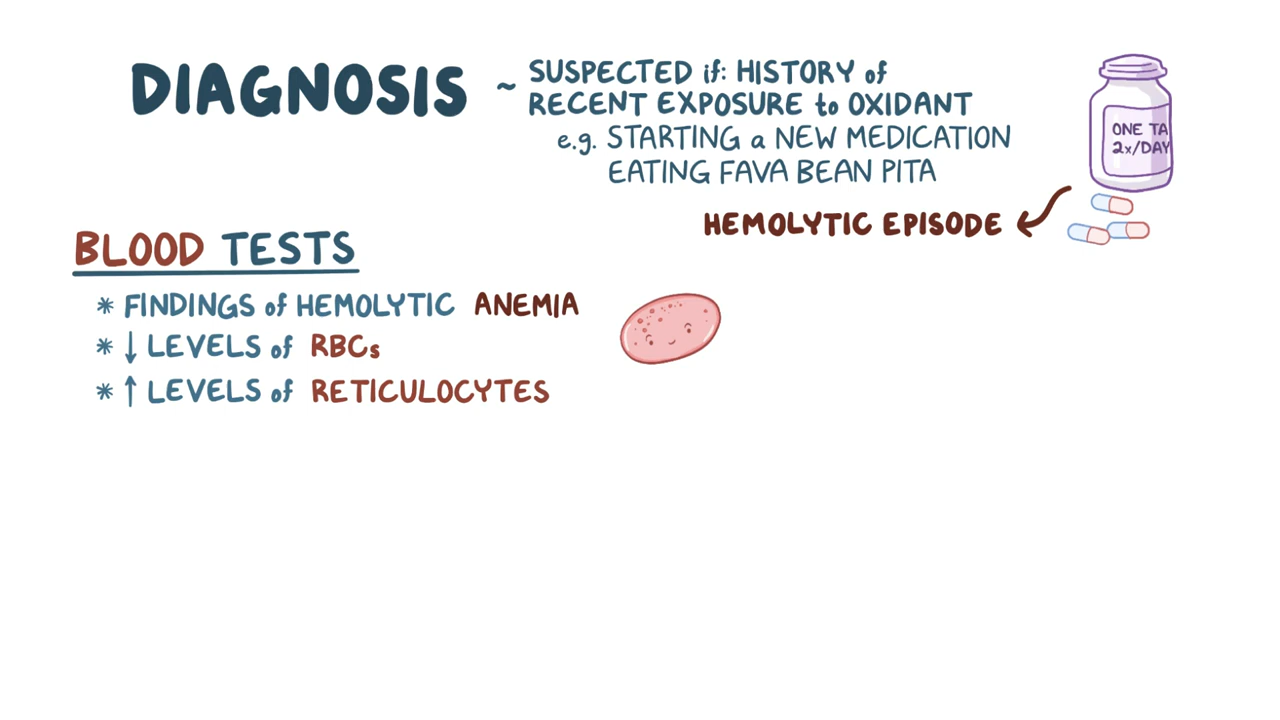 DIAGNOSIS
~ SUSPECTED if: HISTORY of
RECENT EXPOSURE to OXIDANT
e.g. STARTING a NEW MEDICATION
EATING FAVA BEAN PITA
ONE TA
2x/DAY
HEMOLYTIC EPISODE
BLOOD TESTS
* FINDINGS of HEMOLYTIC ANEMIA
* ↓ LEVELS of RBCs
* ↑ LEVELS of RETICULOCYTES